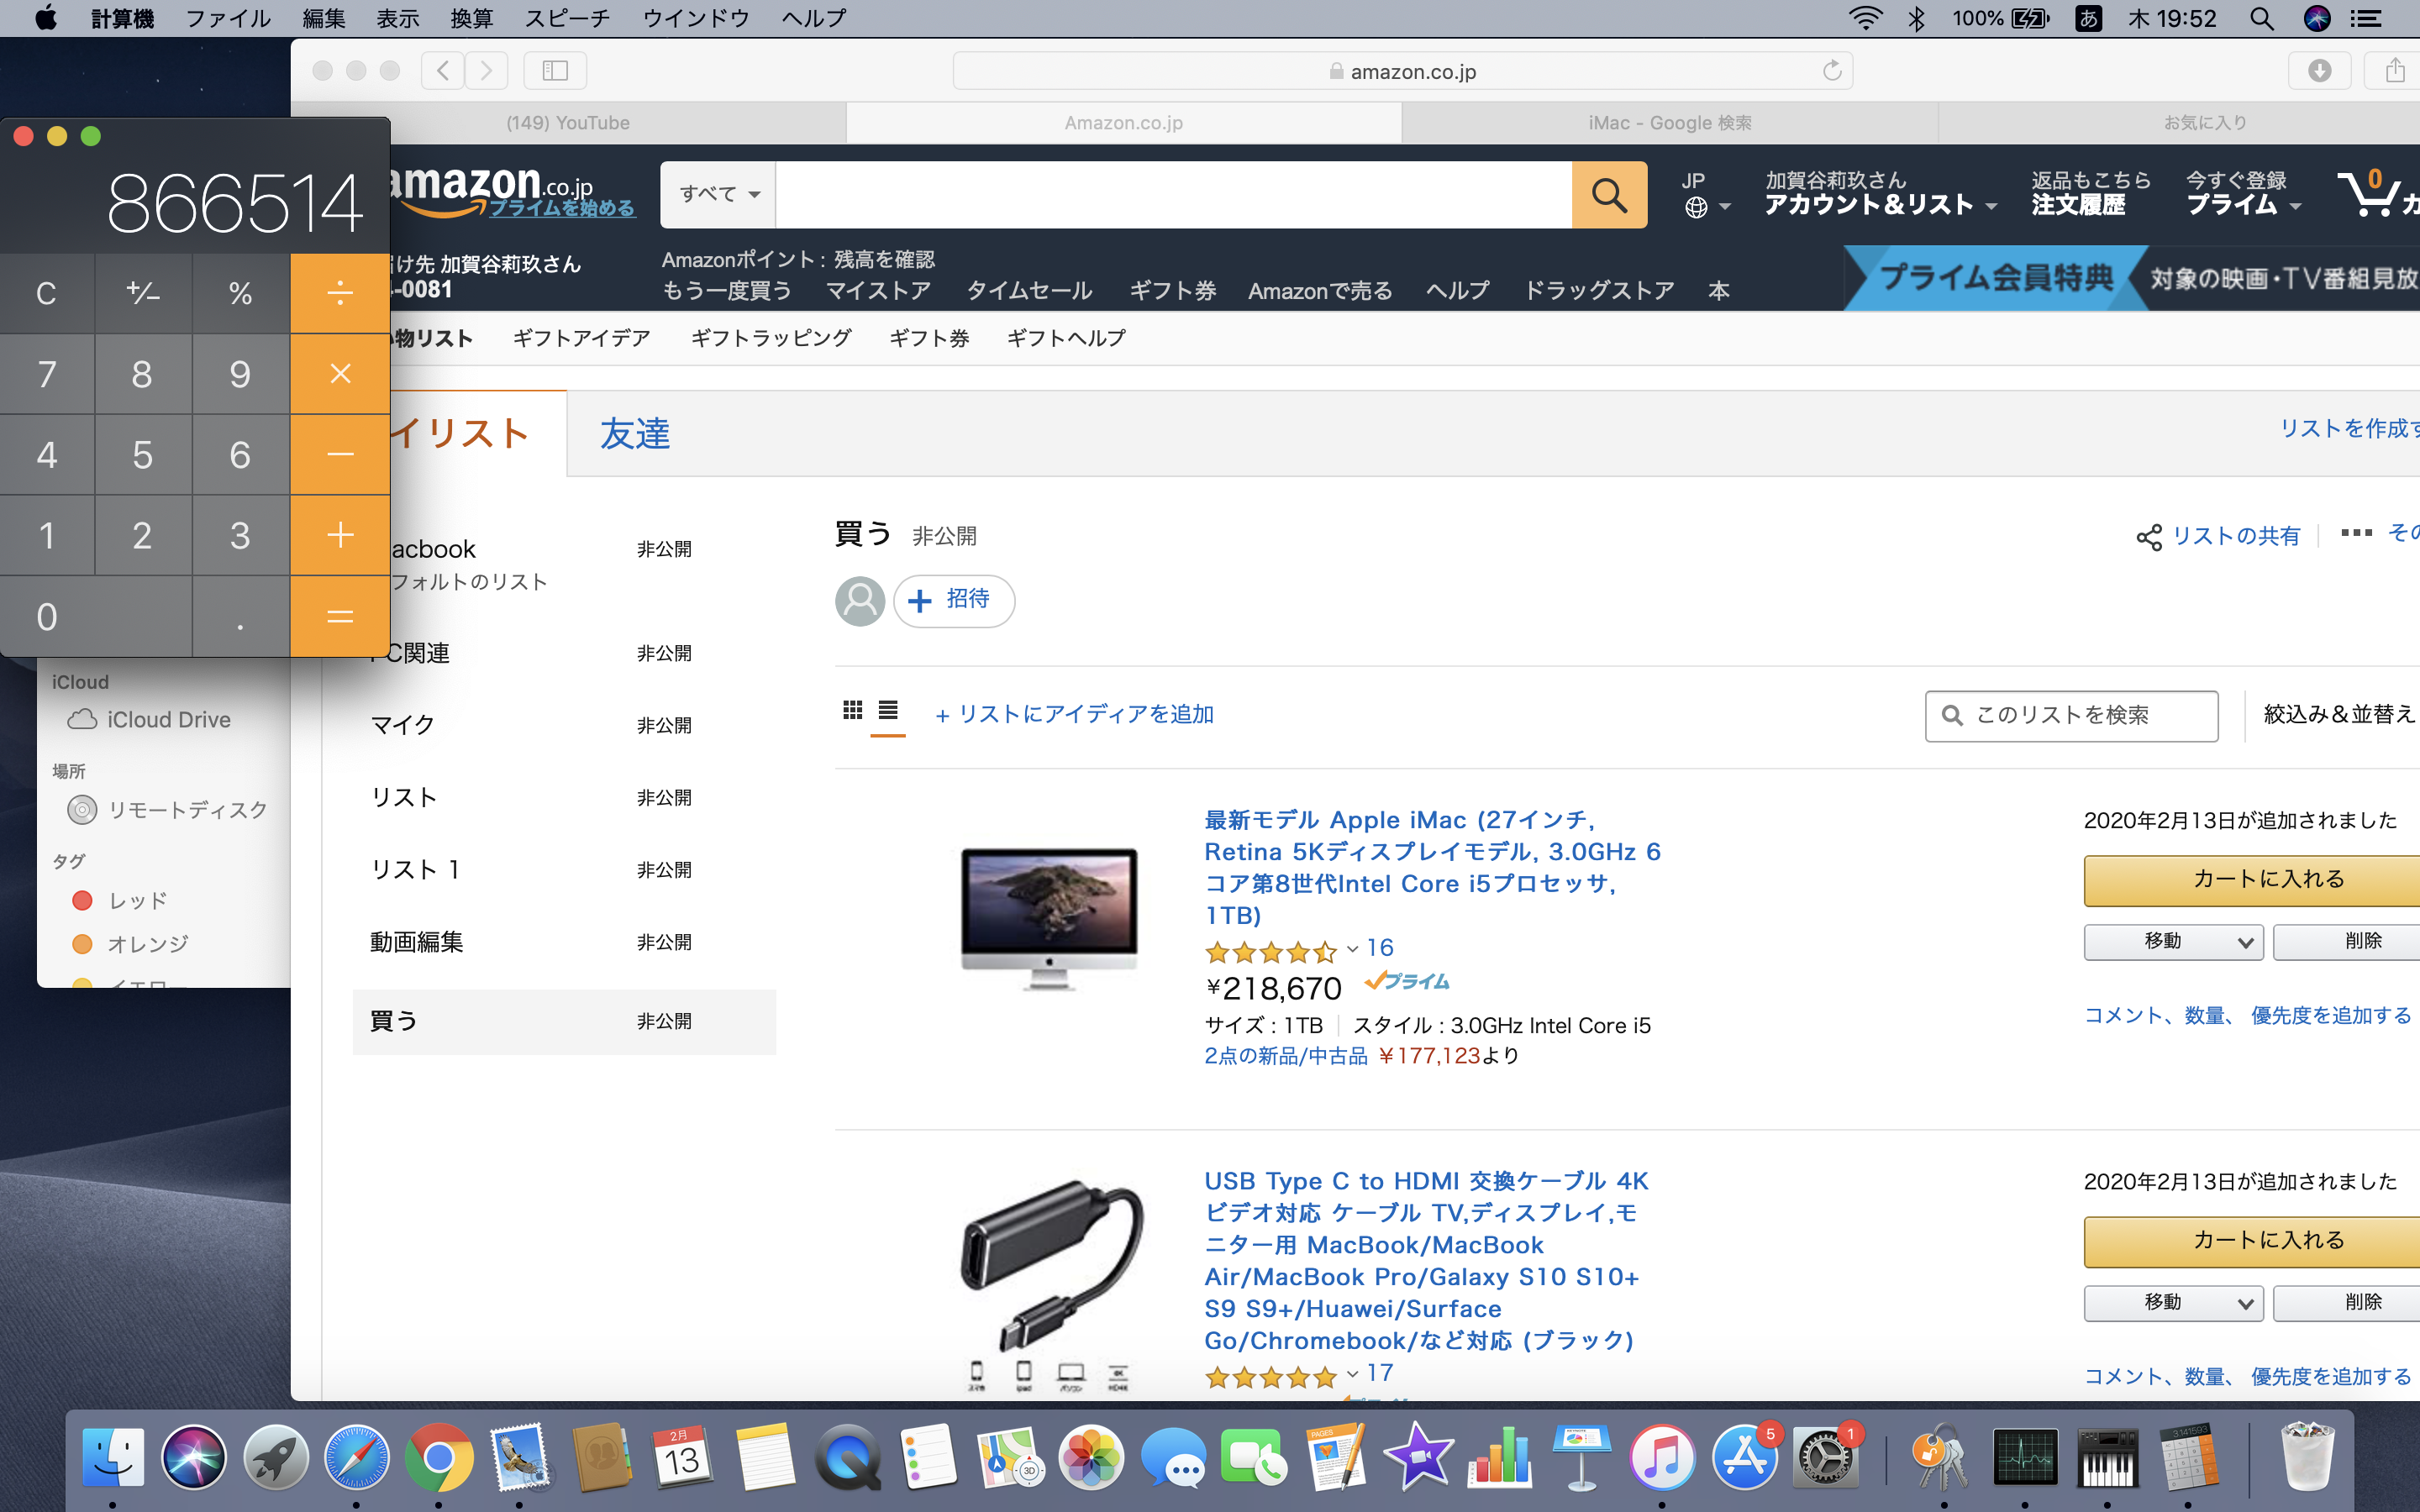 計算機 ファイル 編集 表示 換算 スピーチ ウインドウ ヘルプ 100% あ 木 19:52
amazon.co.jp
(149) YouTube Amazon.co.jp iMac - Google 検索 お気に入り
866514
C +/− % ÷
7 8 9 ×
4 5 6 −
1 2 3 +
0 . =
amazon.co.jp
プライムを始める
すべて
JP
加賀谷莉玖さん
アカウント&リスト
返品もこちら
注文履歴
今すぐ登録
プライム
0
け先 加賀谷莉玖さん
-0081
Amazonポイント : 残高を確認
もう一度買う マイストア タイムセール ギフト券 Amazonで売る ヘルプ ドラッグストア 本
プライム会員特典 対象の映画・TV番組見放
物リスト ギフトアイデア ギフトラッピング ギフト券 ギフトヘルプ
イリスト 友達 リストを作成す
acbook 非公開
フォルトのリスト
PC関連 非公開
マイク 非公開
リスト 非公開
リスト 1 非公開
動画編集 非公開
買う 非公開
iCloud
iCloud Drive
場所
リモートディスク
タグ
レッド
オレンジ
イエロー
買う 非公開
リストの共有 その
招待
+ リストにアイディアを追加
このリストを検索
絞込み&並替え
最新モデル Apple iMac (27インチ,
Retina 5Kディスプレイモデル, 3.0GHz 6
コア第8世代Intel Core i5プロセッサ,
1TB)
16
¥218,670 プライム
サイズ : 1TB スタイル : 3.0GHz Intel Core i5
2点の新品/中古品 ¥177,123より
2020年2月13日が追加されました
カートに入れる
移動 削除
コメント、数量、 優先度を追加する
USB Type C to HDMI 交換ケーブル 4K
ビデオ対応 ケーブル TV,ディスプレイ,モ
ニター用 MacBook/MacBook
Air/MacBook Pro/Galaxy S10 S10+
S9 S9+/Huawei/Surface
Go/Chromebook/など対応 (ブラック)
17
スマホ ipad パソコン
2020年2月13日が追加されました
カートに入れる
移動 削除
コメント、数量、 優先度を追加する
2月
13
3D
PAGES
5
1
3.141593